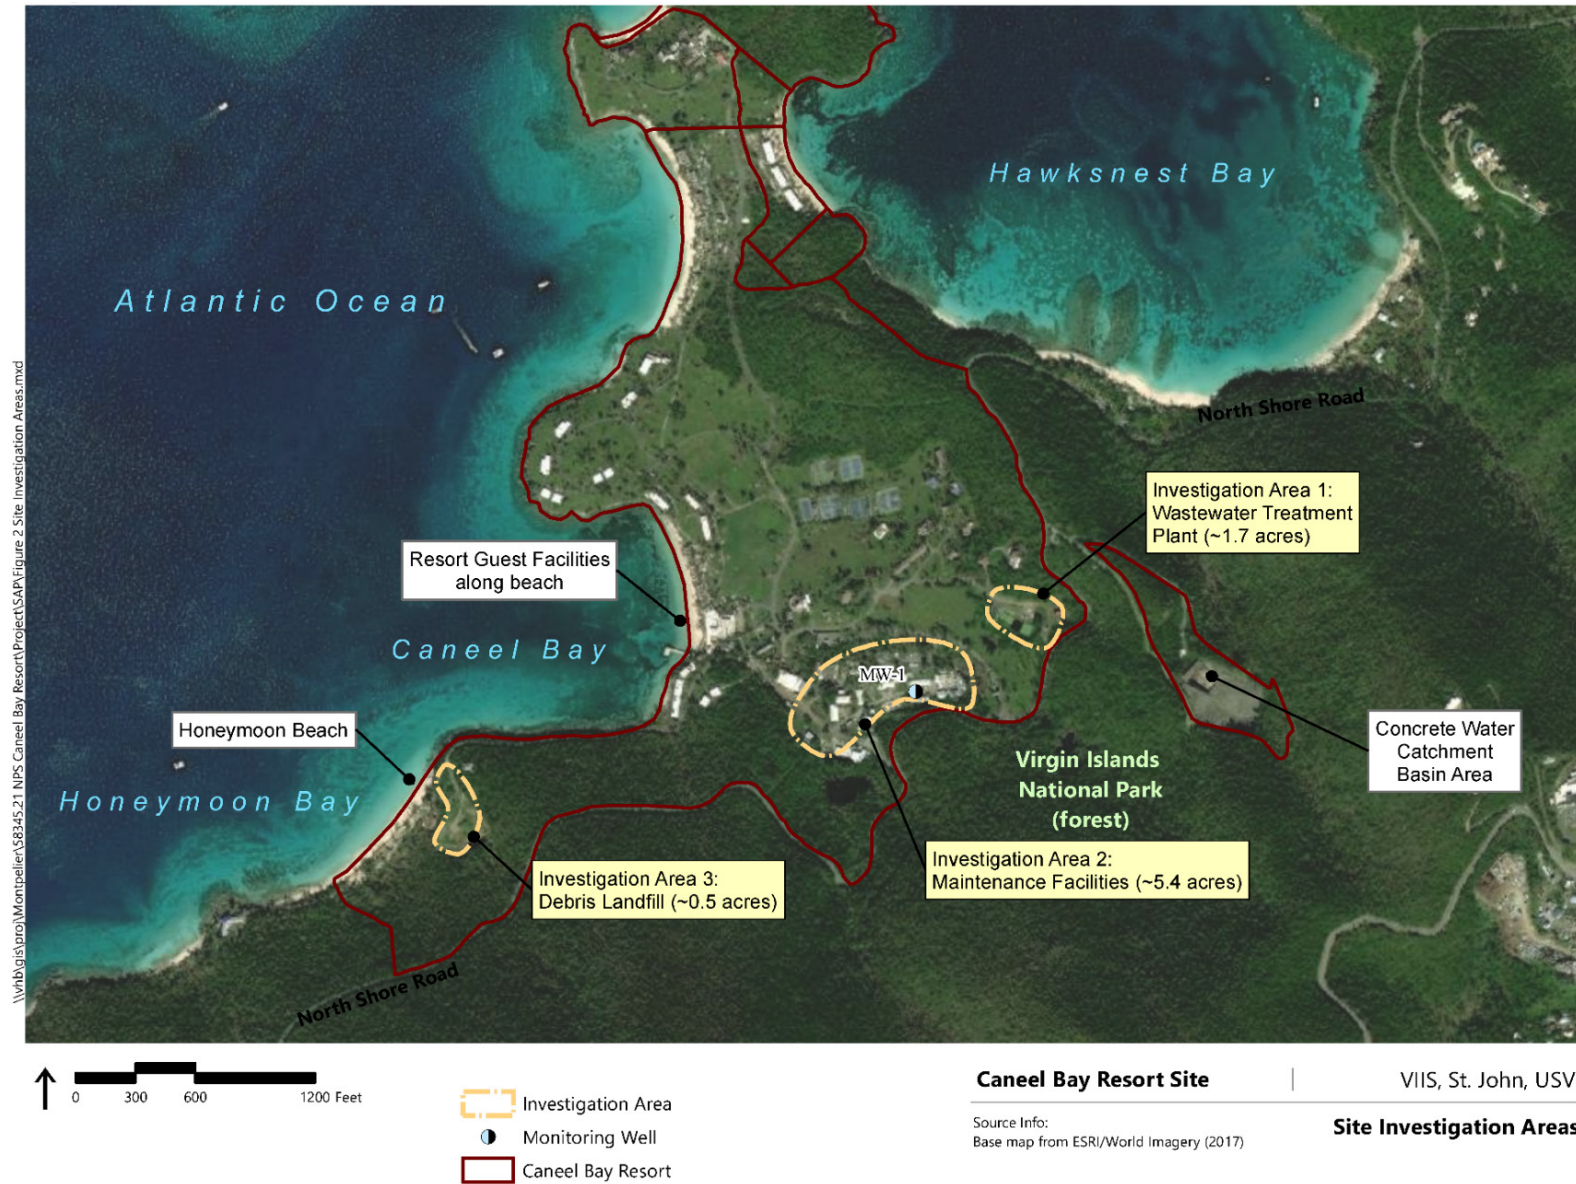 Hawksnest Bay
Atlantic Ocean
North Shore Road
Investigation Area 1:
Wastewater Treatment
Plant (~1.7 acres)
Resort Guest Facilities
along beach
Caneel Bay
MW-1
Honeymoon Beach
Concrete Water
Catchment
Basin Area
Virgin Islands
National Park
(forest)
Honeymoon Bay
Investigation Area 2:
Maintenance Facilities (~5.4 acres)
Investigation Area 3:
Debris Landfill (~0.5 acres)
North Shore Road
\\vhb\gis\proj\Montpelier\58345.21 NPS Caneel Bay Resort\Project\SAP\Figure 2 Site Investigation Areas.mxd
0 300 600 1200 Feet
Investigation Area
Monitoring Well
Caneel Bay Resort
Caneel Bay Resort Site | VIIS, St. John, USV
Source Info:
Base map from ESRI/World Imagery (2017)
Site Investigation Areas